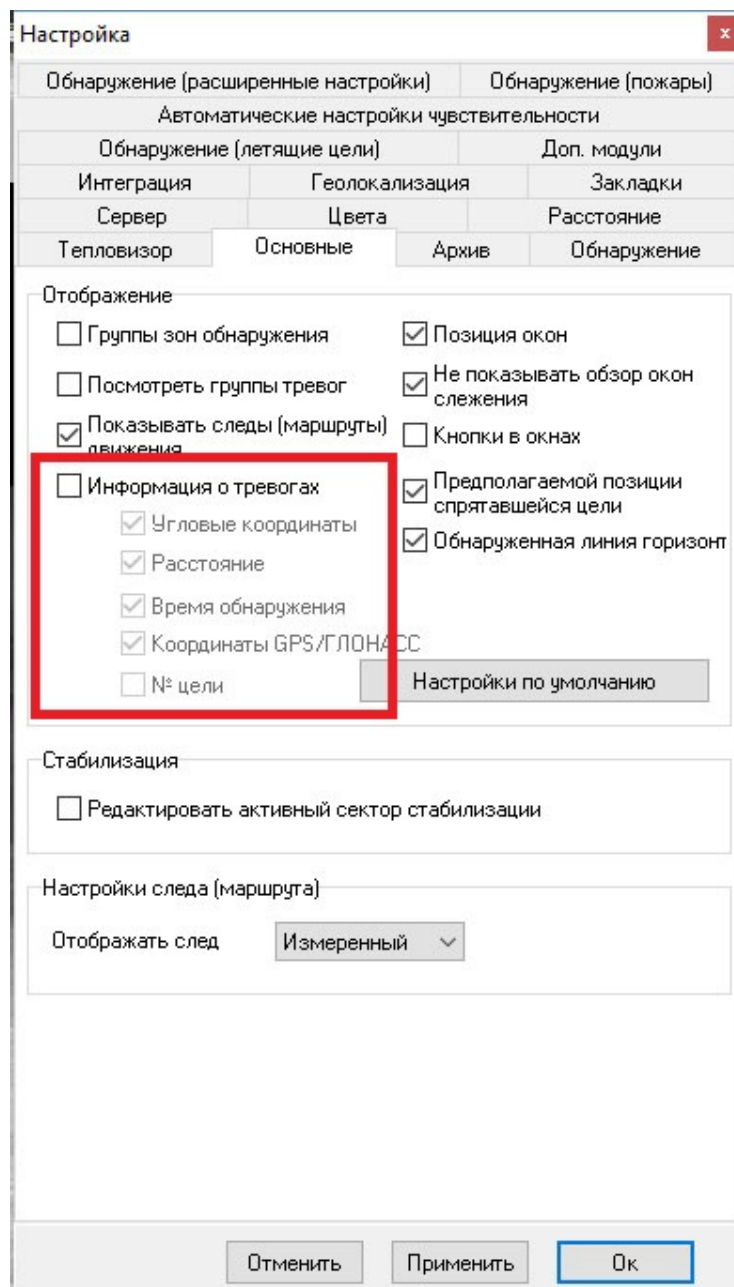 Настройка
x
Обнаружение (расширенные настройки) Обнаружение (пожары)
Автоматические настройки чувствительности
Обнаружение (летящие цели) Доп. модули
Интеграция Геолокализация Закладки
Сервер Цвета Расстояние
Тепловизор Основные Архив Обнаружение
Отображение
Группы зон обнаружения
Посмотреть группы тревог
Показывать следы (маршруты)
движения
Информация о тревогах
Угловые координаты
Расстояние
Время обнаружения
Координаты GPS/ГЛОНАСС
№ цели
Позиция окон
Не показывать обзор окон
слежения
Кнопки в окнах
Предполагаемой позиции
спрятавшейся цели
Обнаруженная линия горизонт
Настройки по умолчанию
Стабилизация
Редактировать активный сектор стабилизации
Настройки следа (маршрута)
Отображать след Измеренный
Отменить Применить Ок